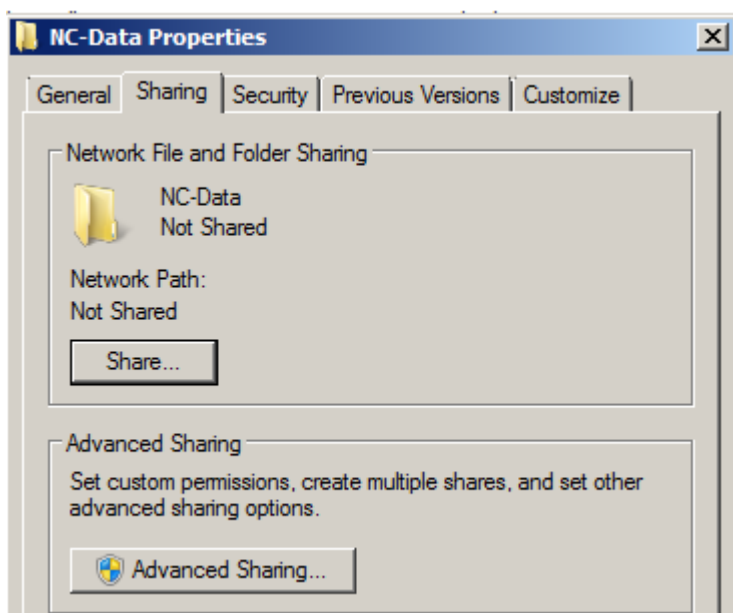 NC-Data Properties
General Sharing Security Previous Versions Customize
Network File and Folder Sharing
NC-Data
Not Shared
Network Path:
Not Shared
Share...
Advanced Sharing
Set custom permissions, create multiple shares, and set other
advanced sharing options.
Advanced Sharing...